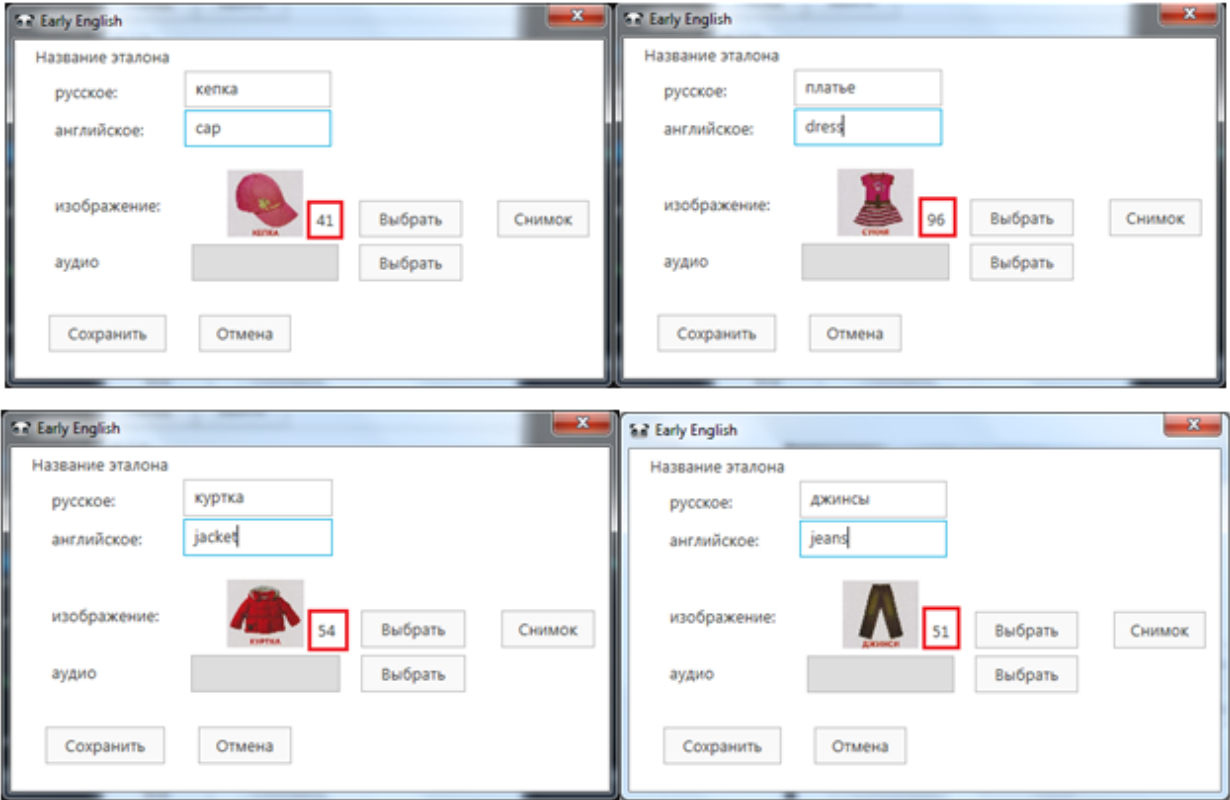 Early English
Название эталона
русское: кепка
английское: cap
изображение: КЕПКА 41 Выбрать Снимок
аудио Выбрать
Сохранить Отмена
Early English
Название эталона
русское: платье
английское: dress
изображение: СУКНЯ 96 Выбрать Снимок
аудио Выбрать
Сохранить Отмена
Early English
Название эталона
русское: куртка
английское: jacket
изображение: КУРТКА 54 Выбрать Снимок
аудио Выбрать
Сохранить Отмена
Early English
Название эталона
русское: джинсы
английское: jeans
изображение: ДЖИНСИ 51 Выбрать Снимок
аудио Выбрать
Сохранить Отмена